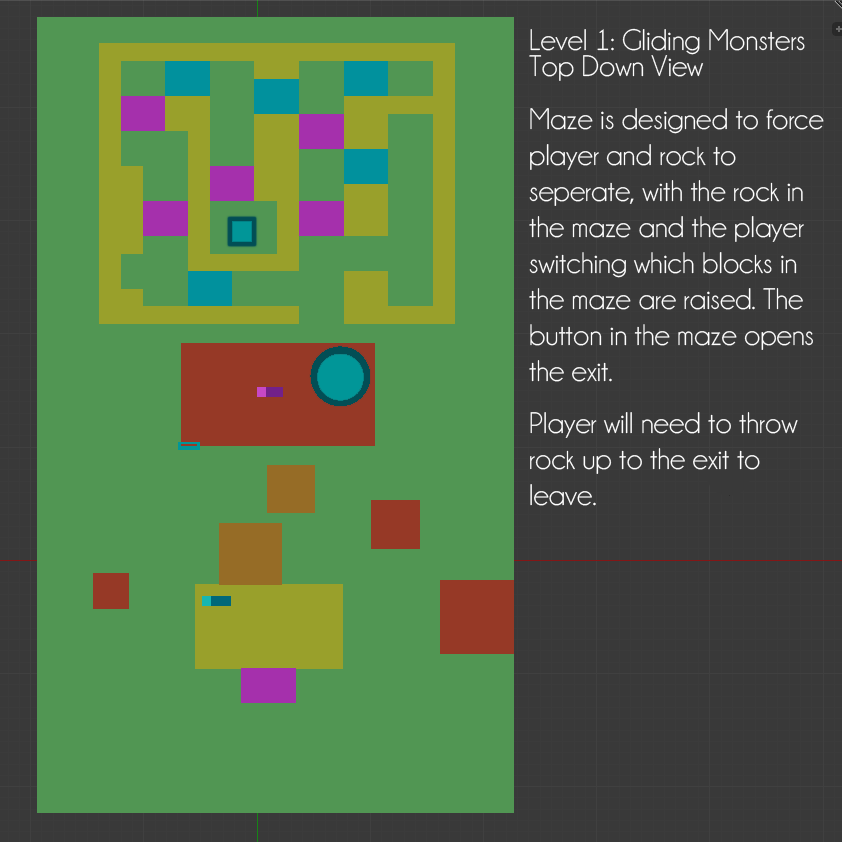 Level 1: Gliding Monsters
Top Down View
Maze is designed to force
player and rock to
seperate, with the rock in
the maze and the player
switching which blocks in
the maze are raised. The
button in the maze opens
the exit.
Player will need to throw
rock up to the exit to
leave.